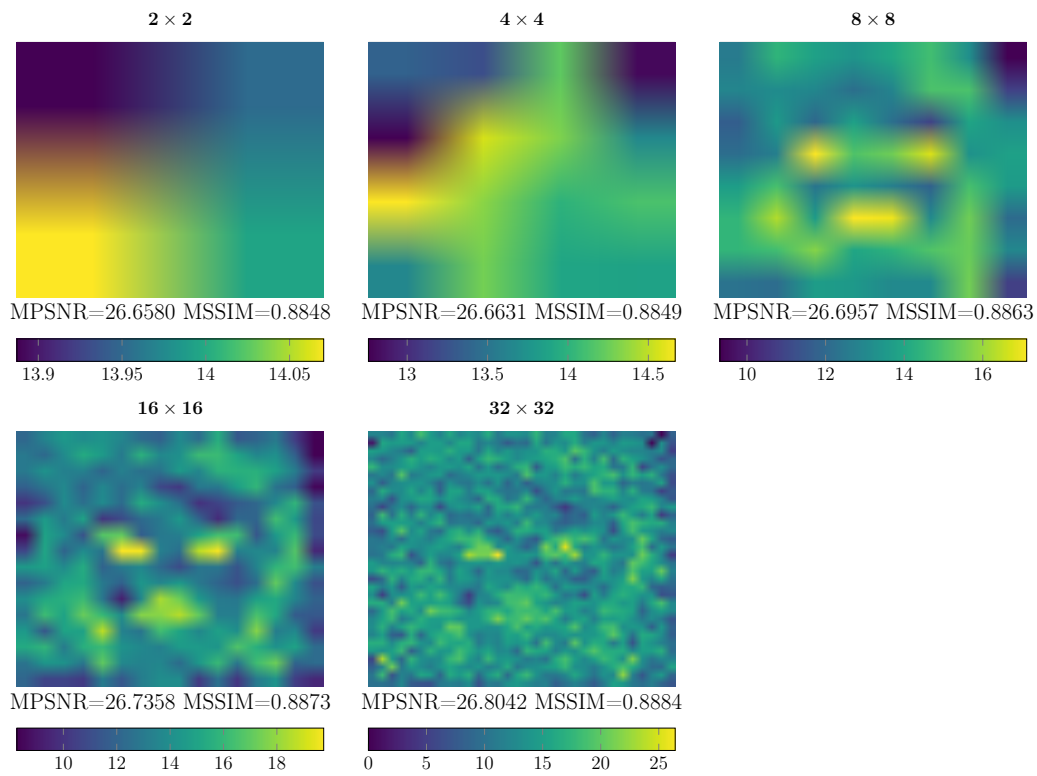 2 × 2 4 × 4 8 × 8
MPSNR=26.6580 MSSIM=0.8848 MPSNR=26.6631 MSSIM=0.8849 MPSNR=26.6957 MSSIM=0.8863
13.9 13.95 14 14.05 13 13.5 14 14.5 10 12 14 16
16 × 16 32 × 32
MPSNR=26.7358 MSSIM=0.8873 MPSNR=26.8042 MSSIM=0.8884
10 12 14 16 18 0 5 10 15 20 25